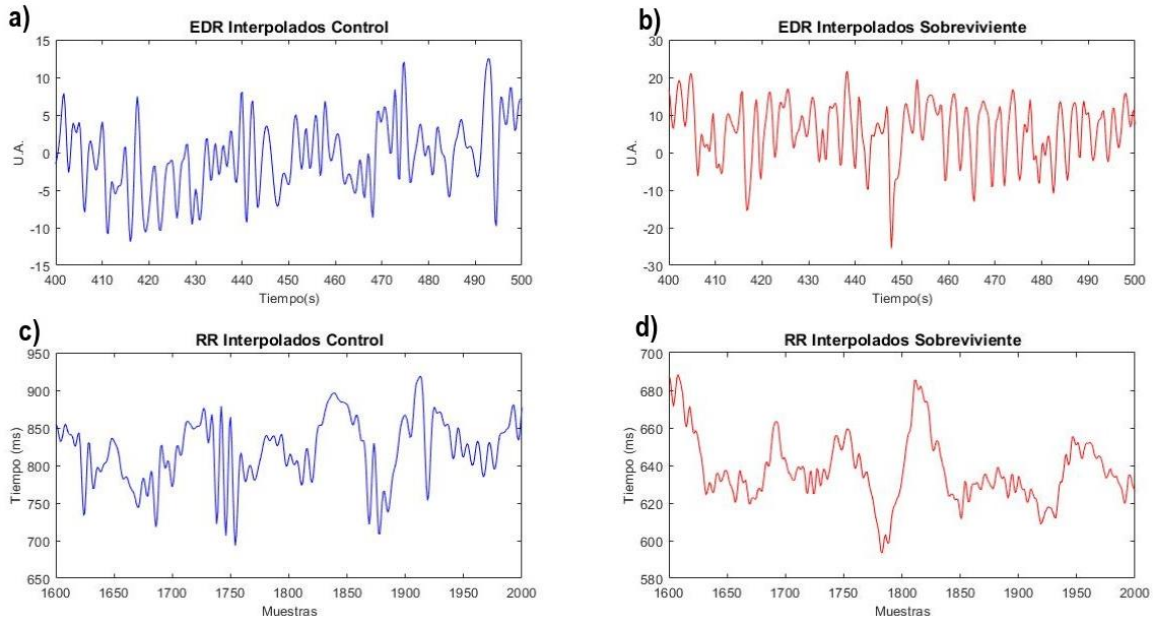 a)
EDR Interpolados Control
15
10
5
0
-5
-10
-15
U.A.
400 410 420 430 440 450 460 470 480 490 500
Tiempo(s)
b)
EDR Interpolados Sobreviviente
30
20
10
0
-10
-20
-30
U.A.
400 410 420 430 440 450 460 470 480 490 500
Tiempo(s)
c)
RR Interpolados Control
950
900
850
800
750
700
650
Tiempo (ms)
1600 1650 1700 1750 1800 1850 1900 1950 2000
Muestras
d)
RR Interpolados Sobreviviente
700
680
660
640
620
600
580
Tiempo (ms)
1600 1650 1700 1750 1800 1850 1900 1950 2000
Muestras